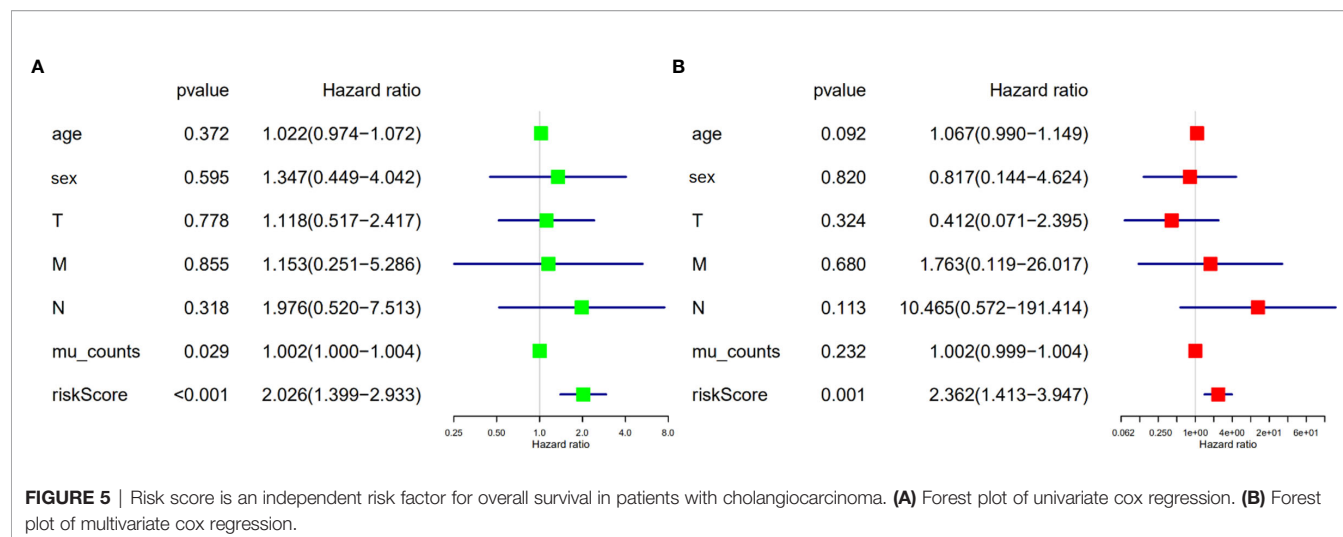 A
pvalue Hazard ratio
age 0.372 1.022(0.974−1.072)
sex 0.595 1.347(0.449−4.042)
T 0.778 1.118(0.517−2.417)
M 0.855 1.153(0.251−5.286)
N 0.318 1.976(0.520−7.513)
mu_counts 0.029 1.002(1.000−1.004)
riskScore <0.001 2.026(1.399−2.933)
0.25 0.50 1.0 2.0 4.0 8.0
Hazard ratio
B
pvalue Hazard ratio
age 0.092 1.067(0.990−1.149)
sex 0.820 0.817(0.144−4.624)
T 0.324 0.412(0.071−2.395)
M 0.680 1.763(0.119−26.017)
N 0.113 10.465(0.572−191.414)
mu_counts 0.232 1.002(0.999−1.004)
riskScore 0.001 2.362(1.413−3.947)
0.062 0.250 1e+00 4e+00 2e+01 6e+01
Hazard ratio
FIGURE 5 | Risk score is an independent risk factor for overall survival in patients with cholangiocarcinoma. (A) Forest plot of univariate cox regression. (B) Forest
plot of multivariate cox regression.